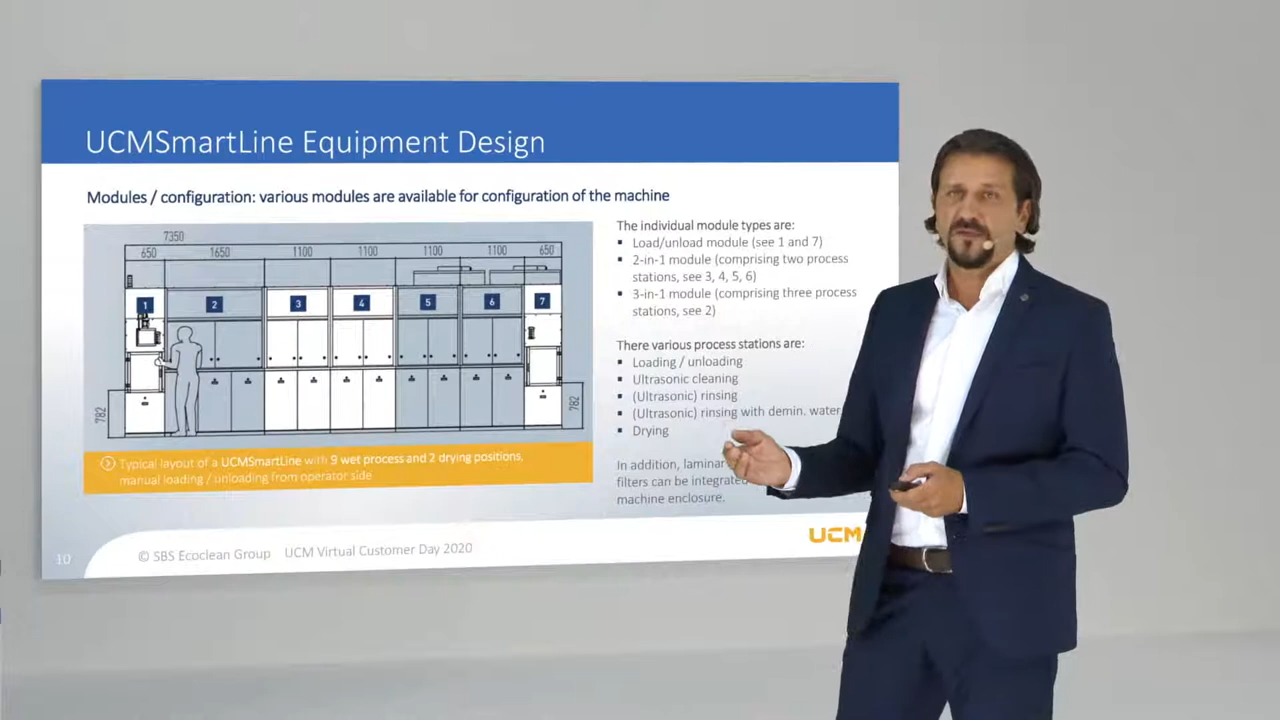 UCMSmartLine Equipment Design
Modules / configuration: various modules are available for configuration of the machine
7350
650 1650 1100 1100 1100 1100 650
1 2 3 4 5 6 7
782
782
Typical layout of a UCMSmartLine with 9 wet process and 2 drying positions,
manual loading / unloading from operator side
The individual module types are:
▪ Load/unload module (see 1 and 7)
▪ 2-in-1 module (comprising two process
stations, see 3, 4, 5, 6)
▪ 3-in-1 module (comprising three process
stations, see 2)
There various process stations are:
▪ Loading / unloading
▪ Ultrasonic cleaning
▪ (Ultrasonic) rinsing
▪ (Ultrasonic) rinsing with demin. water
▪ Drying
In addition, laminar
filters can be integrated
machine enclosure.
10
© SBS Ecoclean Group UCM Virtual Customer Day 2020
UCM